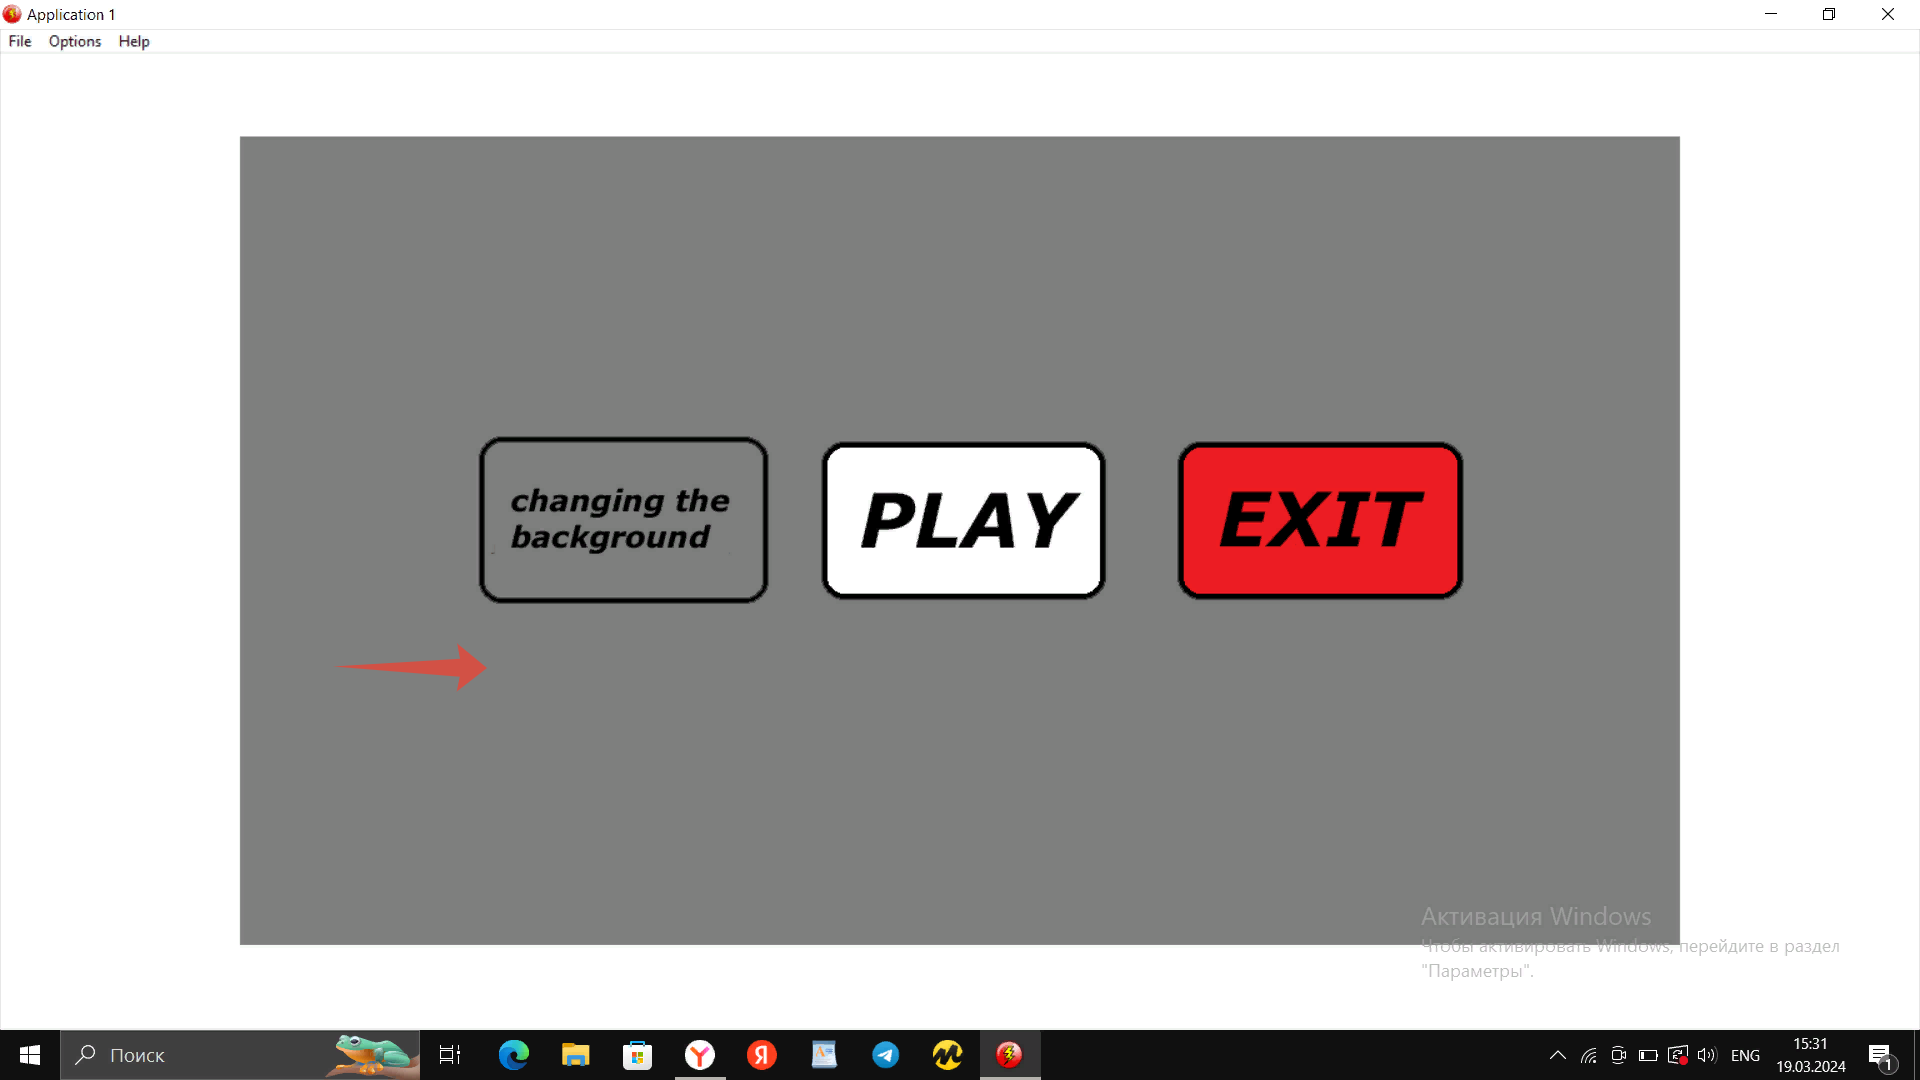 Application 1
File Options Help
changing the
background
PLAY
EXIT
Активация Windows
Чтобы активировать Windows, перейдите в раздел
"Параметры".
Поиск
ENG
15:31
19.03.2024
1